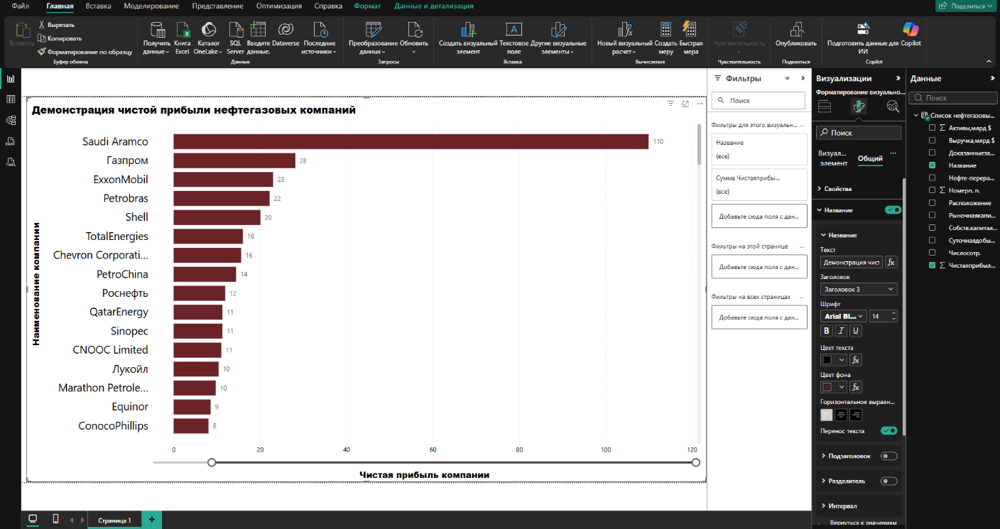 Файл Главная Вставка Моделирование Представление Оптимизация Справка Формат Данные и детализация Поделиться
Вставить
Вырезать
Копировать
Форматирование по образцу
Буфер обмена
Получить данные
Книга Excel
Каталог OneLake
SQL Server
Введите данные.
Dataverse
Последние источники
Данные
Преобразование данных
Обновить
Запросы
Создать визуальный элемент
Текстовое поле
Другие визуальные элементы
Вставка
Новый визуальный расчет
Создать меру
Быстрая мера
Вычисления
Чувствительность
Чувствительность
Опубликовать
Поделиться
Подготовить данные для ИИ
Copilot
Copilot
Демонстрация чистой прибыли нефтегазовых компаний
Наименование компании
Saudi Aramco 110
Газпром 28
ExxonMobil 23
Petrobras 22
Shell 20
TotalEnergies 16
Chevron Corporati... 16
PetroChina 14
Роснефть 12
QatarEnergy 11
Sinopec 11
CNOOC Limited 11
Лукойл 10
Marathon Petrole... 10
Equinor 9
ConocoPhillips 8
0 20 40 60 80 100 120
Чистая прибыль компании
Фильтры
Поиск
Фильтры для этого визуальн... ...
Название
(все)
Сумма Чистаяприбы...
(все)
Добавьте сюда поля с дан...
Фильтры на этой странице ...
Добавьте сюда поля с дан...
Фильтры на всех страницах ...
Добавьте сюда поля с дан...
Визуализации
Форматирование визуально...
Поиск
Визуал... элемент
Общий
...
Свойства
Название
Название
Текст
Демонстрация чист
fx
Заголовок
Заголовок 3
Шрифт
Arial Bl... 14
B I U
Цвет текста
fx
Цвет фона
fx
Горизонтальное выравн...
Перенос текста
Подзаголовок
Разделитель
Интервал
Вернуться к значениям
Данные
Поиск
Список нефтегазовы...
Σ Активы,млрд $
Выручка,млрд $
Доказанныеза...
Название
Нефте-перера...
Σ Номерп. п.
Расположение
Рыночнаякапи...
Собств.капитал...
Суточнаядобы...
Числосотр.
Σ Чистаяприбыл...
Страница 1
+